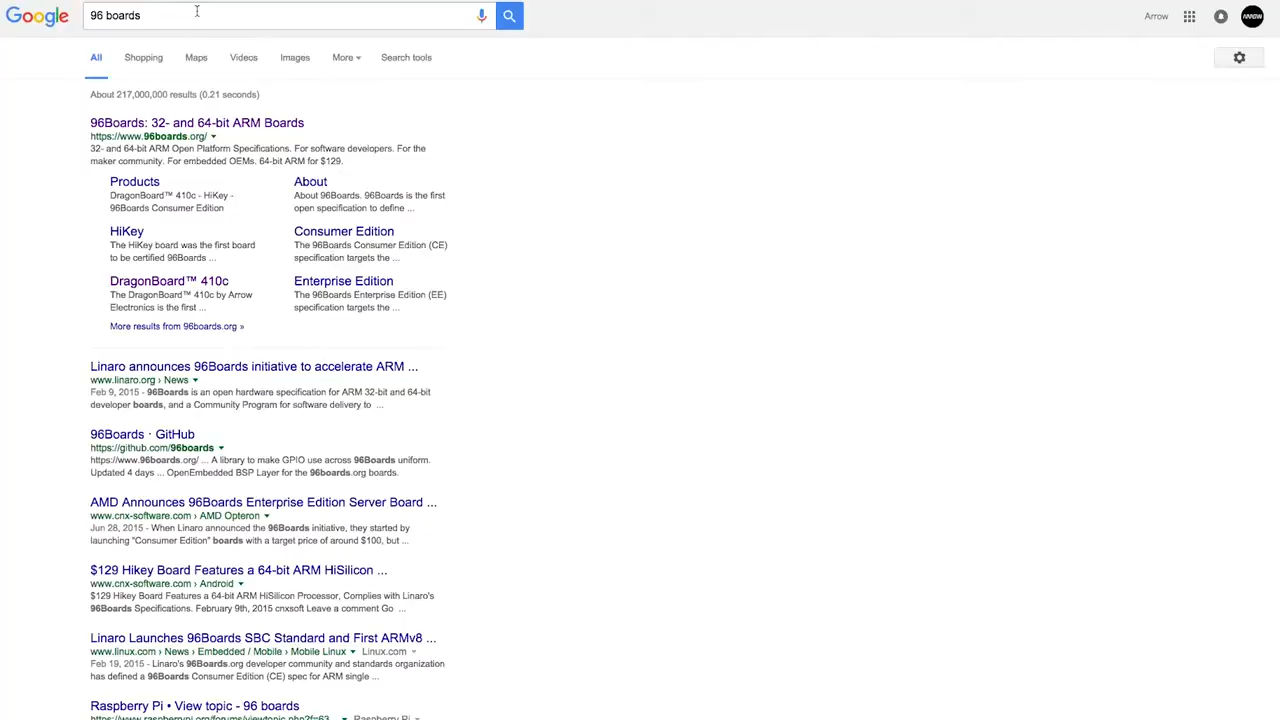 Google 96 boards Arrow ARROW
All Shopping Maps Videos Images More Search tools
About 217,000,000 results (0.21 seconds)
96Boards: 32- and 64-bit ARM Boards
https://www.96boards.org/
32- and 64-bit ARM Open Platform Specifications. For software developers. For the
maker community. For embedded OEMs. 64-bit ARM for $129.
Products
DragonBoard™ 410c - HiKey -
96Boards Consumer Edition
About
About 96Boards. 96Boards is the first
open specification to define ...
HiKey
The HiKey board was the first board
to be certified 96Boards ...
Consumer Edition
The 96Boards Consumer Edition (CE)
specification targets the ...
DragonBoard™ 410c
The DragonBoard™ 410c by Arrow
Electronics is the first ...
Enterprise Edition
The 96Boards Enterprise Edition (EE)
specification targets the ...
More results from 96boards.org »
Linaro announces 96Boards initiative to accelerate ARM ...
www.linaro.org › News
Feb 9, 2015 - 96Boards is an open hardware specification for ARM 32-bit and 64-bit
developer boards, and a Community Program for software delivery to ...
96Boards · GitHub
https://github.com/96boards
https://www.96boards.org/ ... A library to make GPIO use across 96Boards uniform.
Updated 4 days ... OpenEmbedded BSP Layer for the 96boards.org boards.
AMD Announces 96Boards Enterprise Edition Server Board ...
www.cnx-software.com › AMD Opteron
Jun 28, 2015 - When Linaro announced the 96Boards initiative, they started by
launching "Consumer Edition" boards with a target price of around $100, but ...
$129 Hikey Board Features a 64-bit ARM HiSilicon ...
www.cnx-software.com › Android
$129 Hikey Board Features a 64-bit ARM HiSilicon Processor, Complies with Linaro's
96Boards Specifications. February 9th, 2015 cnxsoft Leave a comment Go ...
Linaro Launches 96Boards SBC Standard and First ARMv8 ...
www.linux.com › News › Embedded / Mobile › Mobile Linux Linux.com
Feb 19, 2015 - Linaro's 96Boards.org developer community and standards organization
has defined a 96Boards Consumer Edition (CE) spec for ARM single ...
Raspberry Pi • View topic - 96 boards
https://www.raspberrypi.org/forums/viewtopic.php?f=63... Raspberry Pi